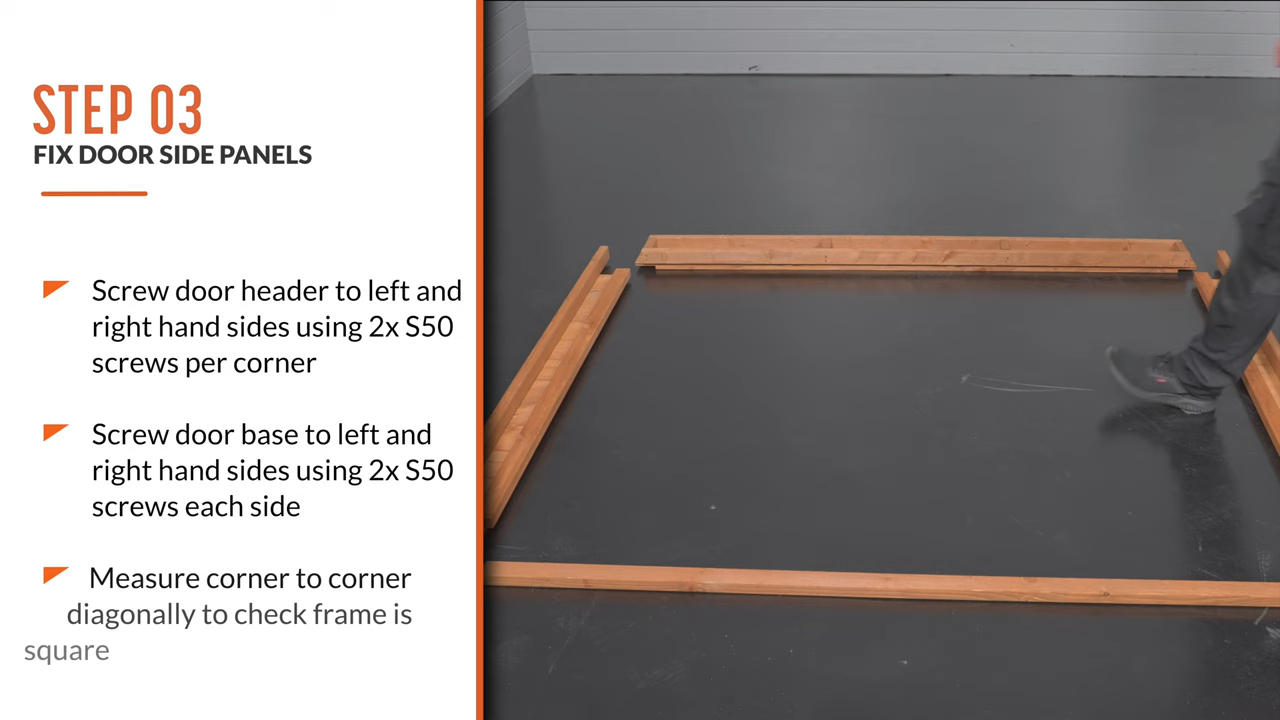 STEP 03
FIX DOOR SIDE PANELS
Screw door header to left and
right hand sides using 2x S50
screws per corner
Screw door base to left and
right hand sides using 2x S50
screws each side
Measure corner to corner
diagonally to check frame is
square